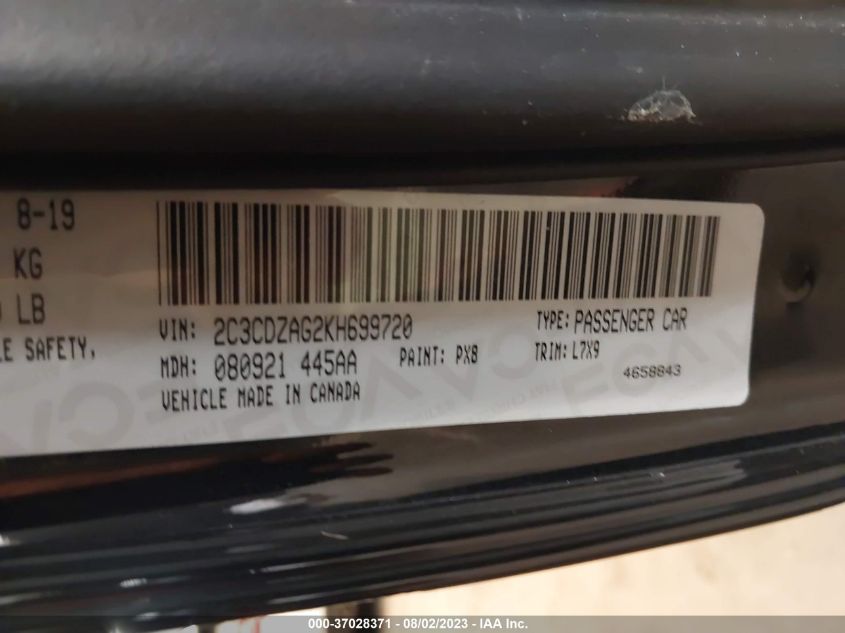 8-19
KG
LB
LE SAFETY,
VIN: 2C3CDZAG2KH699720
TYPE: PASSENGER CAR
MDH: 080921 445AA
PAINT: PX8
TRIM: L7X9
VEHICLE MADE IN CANADA
4658843
000-37028371 - 08/02/2023 - IAA Inc.